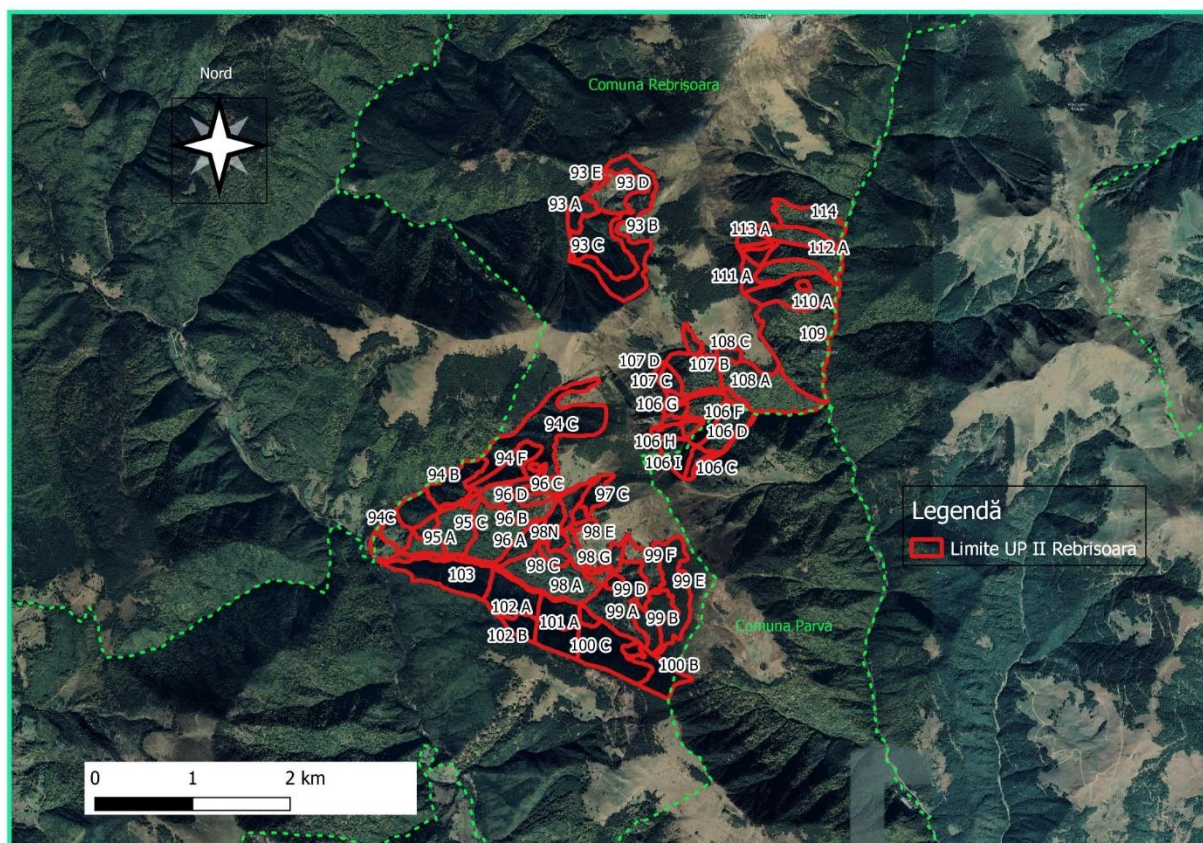 Nord
Comuna Rebrișoara
93 E
93 D
93 A
93 B
93 C
114
113 A
112 A
111 A
110 A
109
108 C
107 D
107 B
107 C
108 A
106 G
106 F
106 D
106 H
106 I
106 C
94 C
94 F
94 B
96 C
96 D
97 C
94C
95 C
96 B
95 A
96 A
98N
98 E
98 C
98 G
99 F
103
98 A
99 D
99 E
102 A
101 A
99 A
99 B
102 B
100 C
100 B
Comuna Parva
Legendă
Limite UP II Rebrisoara
0 1 2 km